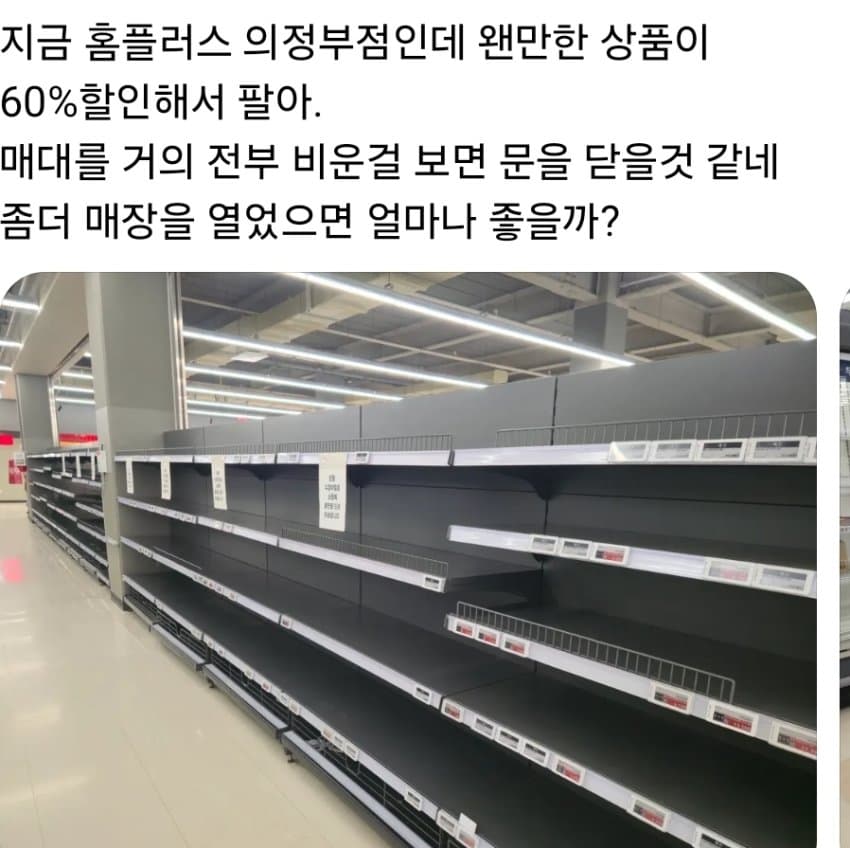 지금 홈플러스 의정부점인데 왠만한 상품이
60%할인해서 팔아.
매대를 거의 전부 비운걸 보면 문을 닫을것 같네
좀더 매장을 열었으면 얼마나 좋을까?